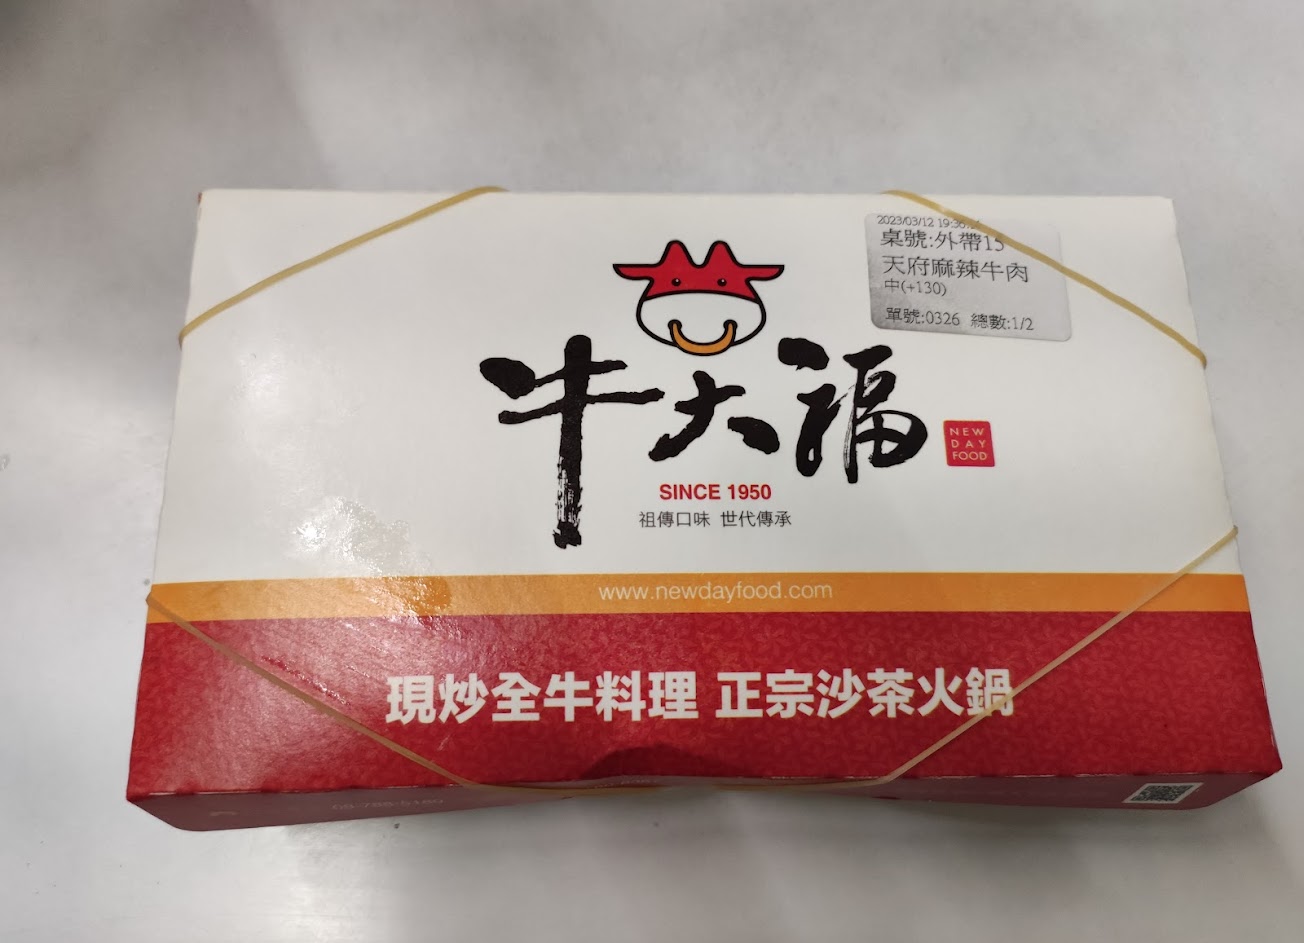 2023/03/12 19:36
桌號:外帶15
天府麻辣牛肉
中(+130)
單號:0326 總數:1/2
牛大福
NEW
DAY
FOOD
SINCE 1950
祖傳口味 世代傳承
www.newdayfood.com
現炒全牛料理 正宗沙茶火鍋